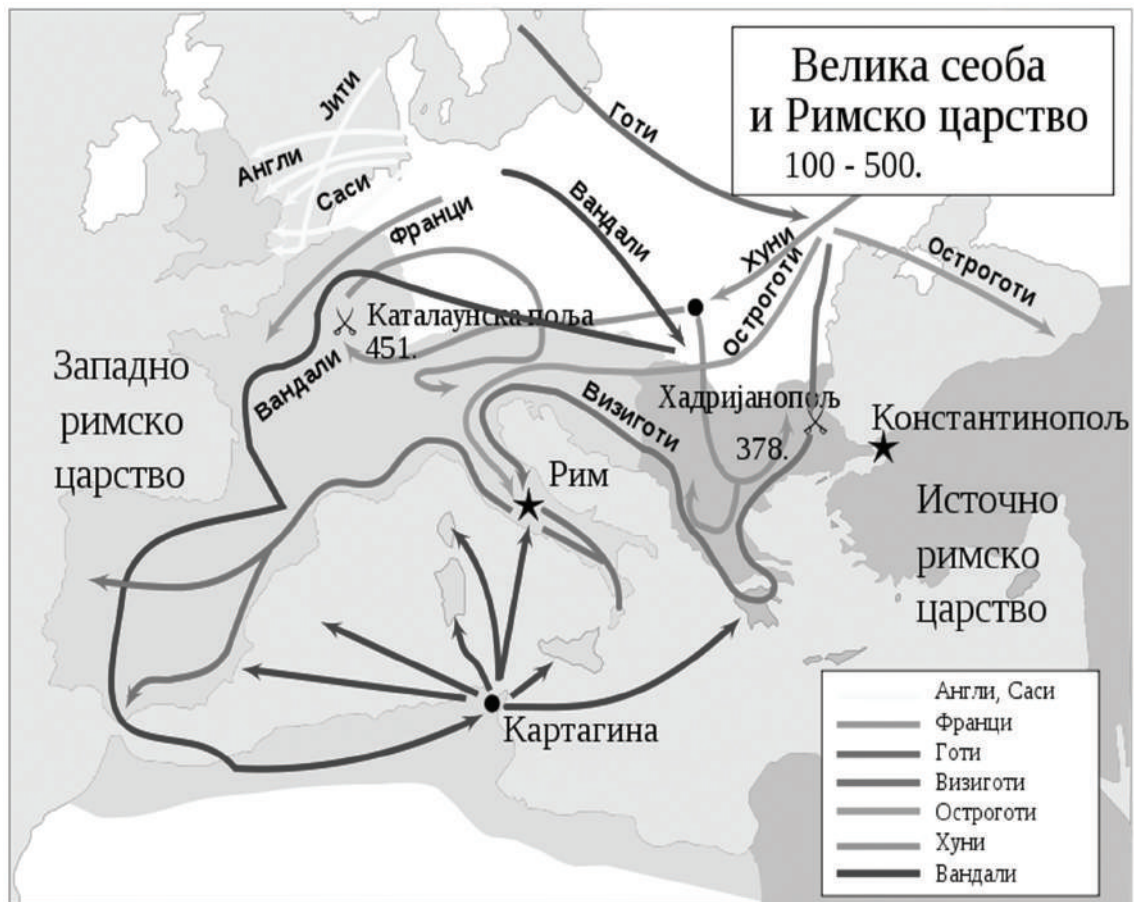 Велика сеоба
и Римско царство
100 - 500.
Јити
Англи
Саси
Франци
Готи
Вандали
Хуни
Остроготи
Остроготи
Каталаунска поља
451.
Вандали
Визиготи
Хадријанопољ
378.
Константинопољ
Западно
римско
царство
Рим
Источно
римско
царство
Картагина
Англи, Саси
Франци
Готи
Визиготи
Остроготи
Хуни
Вандали